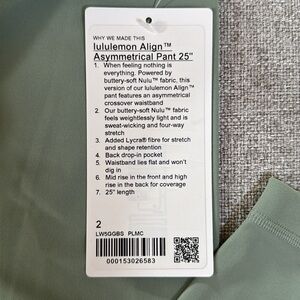 WHY WE MADE THIS
lululemon Align™
Asymmetrical Pant 25"
1. When feeling nothing is
everything. Powered by
buttery-soft Nulu™ fabric, this
version of our lululemon Align™
pant features an asymmetrical
crossover waistband
2. Our buttery-soft Nulu™ fabric
feels weightlessly light and is
sweat-wicking and four-way
stretch
3. Added Lycra® fibre for stretch
and shape retention
4. Back drop-in pocket
5. Waistband lies flat and won't
dig in
6. Mid rise in the front and high
rise in the back for coverage
7. 25" length
2
LW5GGBS PLMC
000153026583